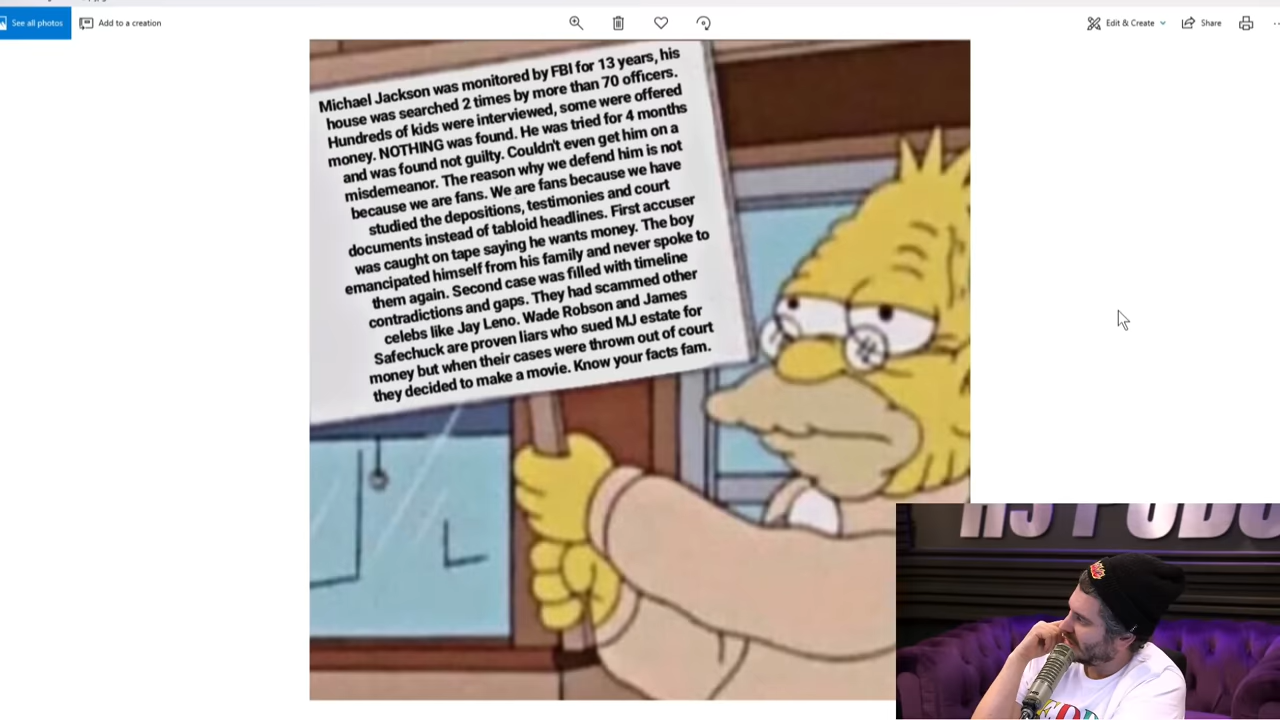 See all photos
Add to a creation
Edit & Create
Share
Michael Jackson was monitored by FBI for 13 years, his
house was searched 2 times by more than 70 officers.
Hundreds of kids were interviewed, some were offered
money. NOTHING was found. He was tried for 4 months
and was found not guilty. Couldn't even get him on a
misdemeanor. The reason why we defend him is not
because we are fans. We are fans because we have
studied the depositions, testimonies and court
documents instead of tabloid headlines. First accuser
was caught on tape saying he wants money. The boy
emancipated himself from his family and never spoke to
them again. Second case was filled with timeline
contradictions and gaps. They had scammed other
celebs like Jay Leno. Wade Robson and James
Safechuck are proven liars who sued MJ estate for
money but when their cases were thrown out of court
they decided to make a movie. Know your facts fam.